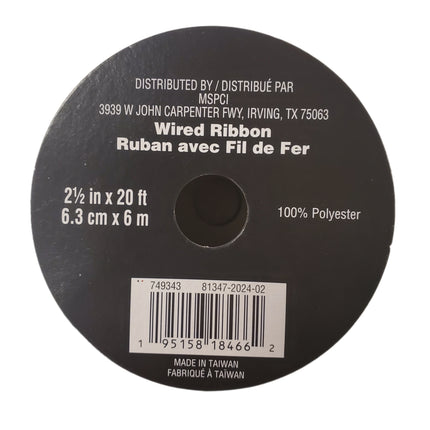 DISTRIBUTED BY / DISTRIBUÉ PAR
MSPCI
3939 W JOHN CARPENTER FWY, IRVING, TX 75063
Wired Ribbon
Ruban avec Fil de Fer
2½ in x 20 ft
6.3 cm x 6 m
100% Polyester
749343 81347-2024-02
1 95158 18466 2
MADE IN TAIWAN
FABRIQUÉ À TAÏWAN